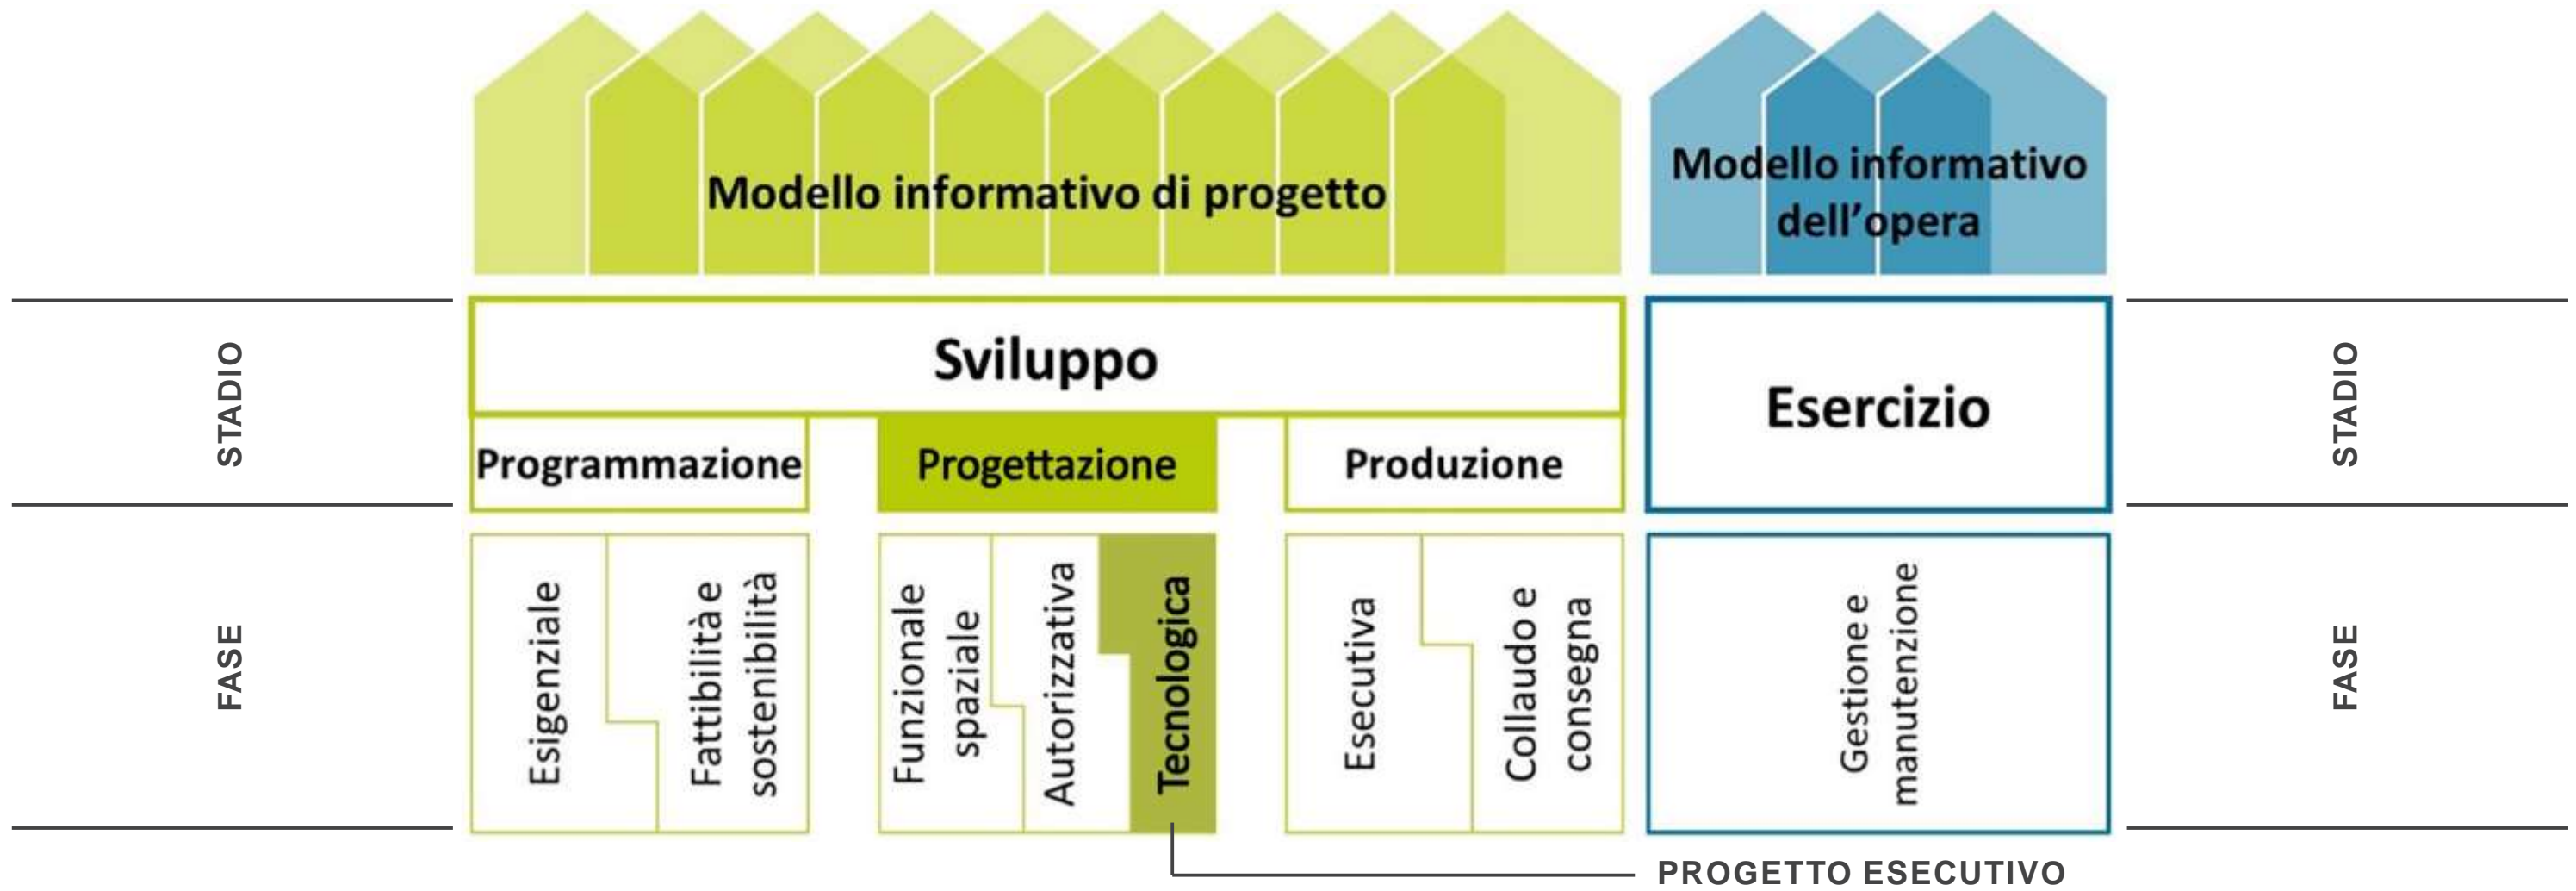 Modello informativo di progetto
Modello informativo
dell’opera
STADIO
Sviluppo
Programmazione
Progettazione
Produzione
Esercizio
STADIO
FASE
Esigenziale
Fattibilità e
sostenibilità
Funzionale
spaziale
Autorizzativa
Tecnologica
Esecutiva
Collaudo e
consegna
Gestione e
manutenzione
FASE
PROGETTO ESECUTIVO